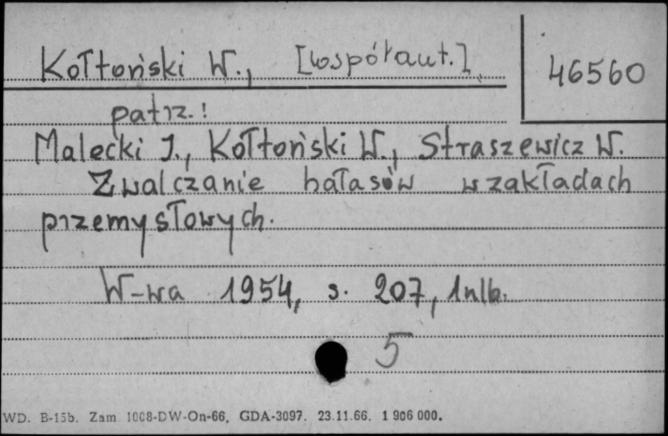 Kołtoński W., [współaut.]
46560
patrz.:
Malecki J., Kołtoński W., Straszewicz W.
Zwalczanie hałasów w zakładach
przemysłowych.
W-wa 1954, s. 207, 1nlb.
5
WD. B-15b. Zam 1008-DW-On-66, GDA-3097. 23.11.66. 1 906 000.